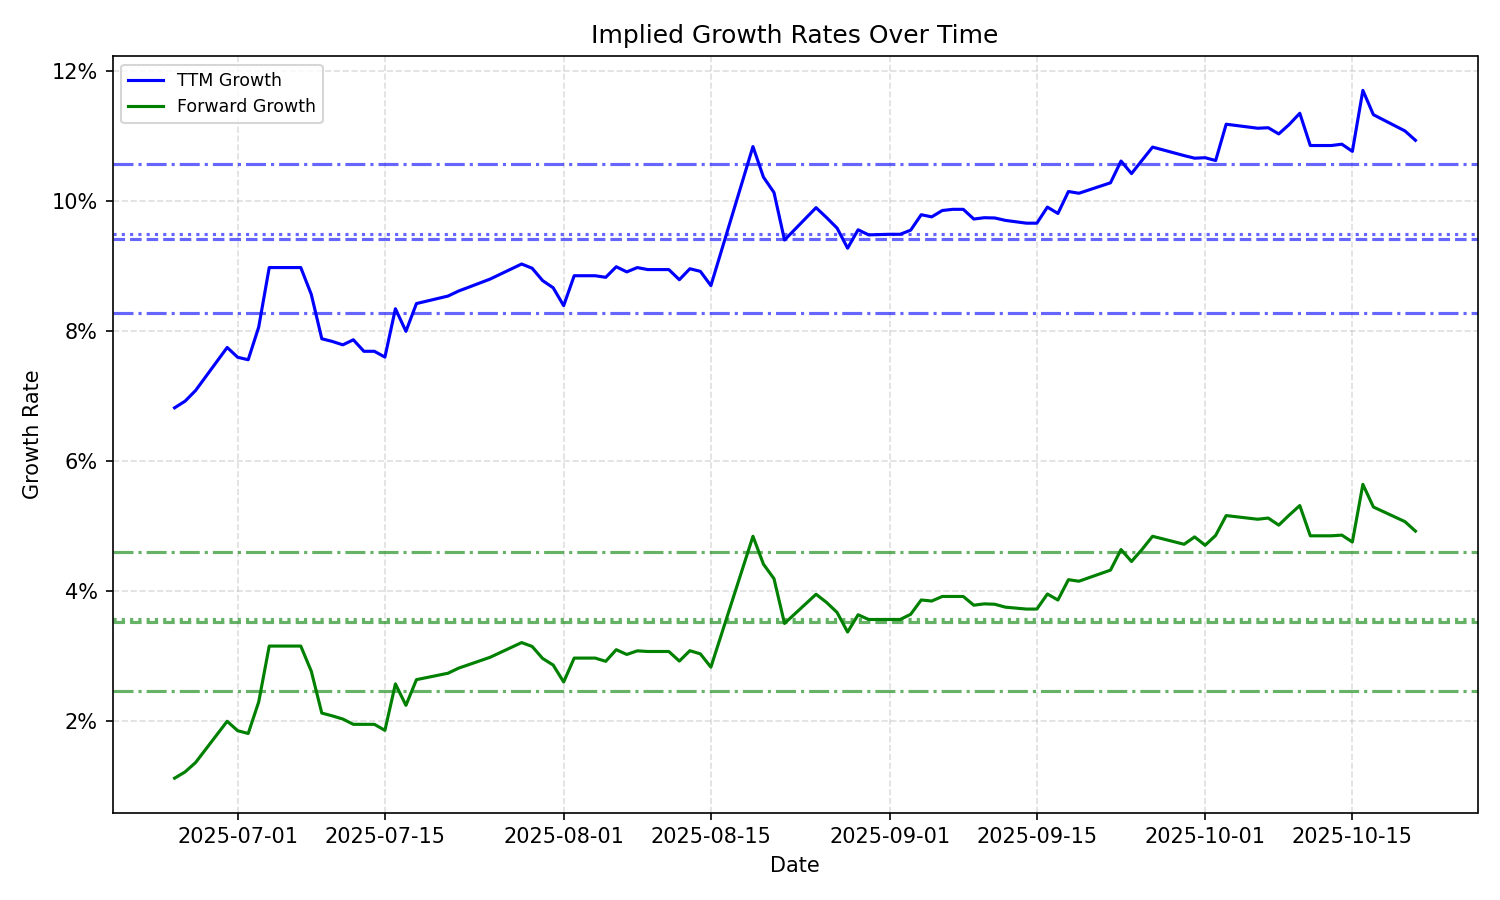 Implied Growth Rates Over Time
TTM Growth
Forward Growth
12%
10%
8%
6%
4%
2%
Growth Rate
2025-07-01
2025-07-15
2025-08-01
2025-08-15
2025-09-01
2025-09-15
2025-10-01
2025-10-15
Date